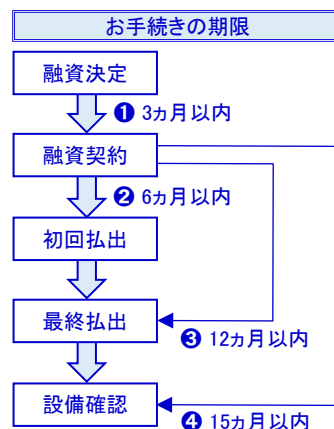 お手続きの期限
融資決定
❶ 3ヵ月以内
融資契約
❷ 6ヵ月以内
初回払出
最終払出
❸ 12ヵ月以内
設備確認
❹ 15ヵ月以内